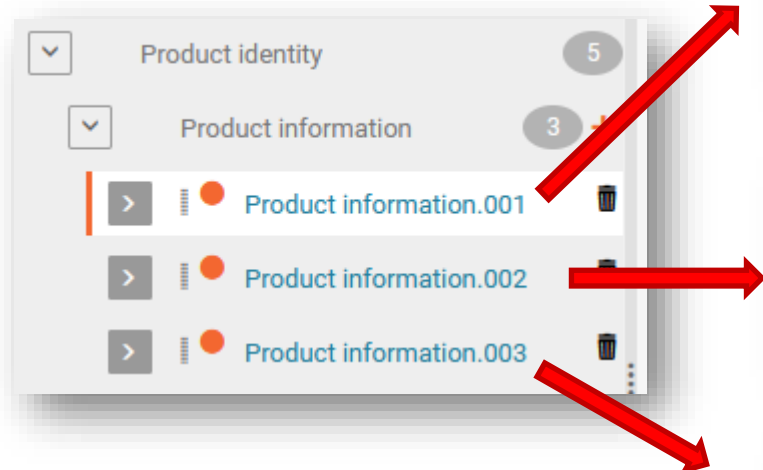 Product identity 5
Product information 3 +
Product information.001
Product information.002
Product information.003